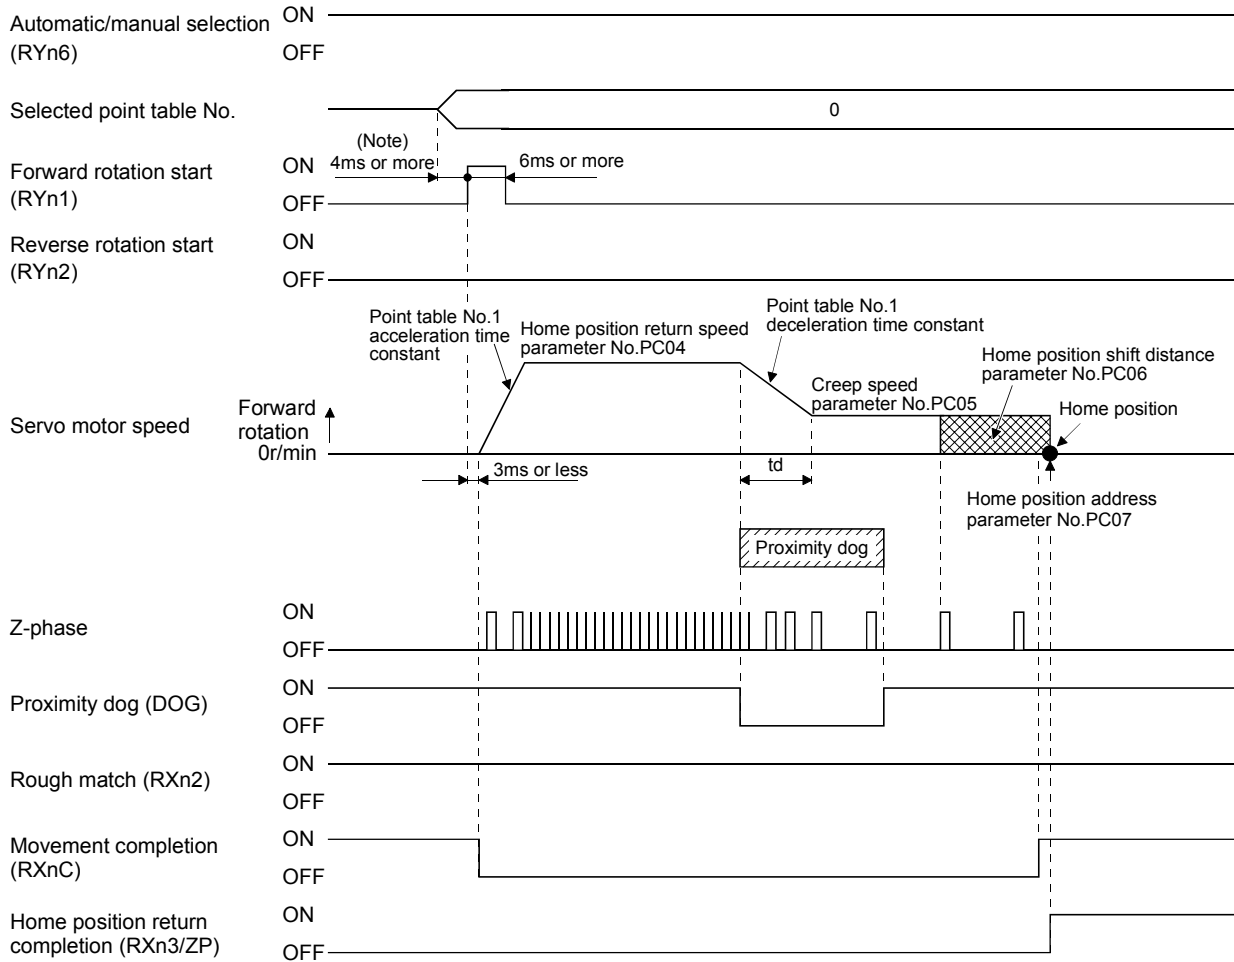 Automatic/manual selection
(RYn6)
ON
OFF
Selected point table No.
0
(Note)
4ms or more
6ms or more
Forward rotation start
(RYn1)
ON
OFF
Reverse rotation start
(RYn2)
ON
OFF
Point table No.1
acceleration time
constant
Home position return speed
parameter No.PC04
Point table No.1
deceleration time constant
Home position shift distance
parameter No.PC06
Creep speed
parameter No.PC05
Home position
Servo motor speed
Forward
rotation
0r/min
3ms or less
td
Home position address
parameter No.PC07
Proximity dog
Z-phase
ON
OFF
Proximity dog (DOG)
ON
OFF
Rough match (RXn2)
ON
OFF
Movement completion
(RXnC)
ON
OFF
Home position return
completion (RXn3/ZP)
ON
OFF